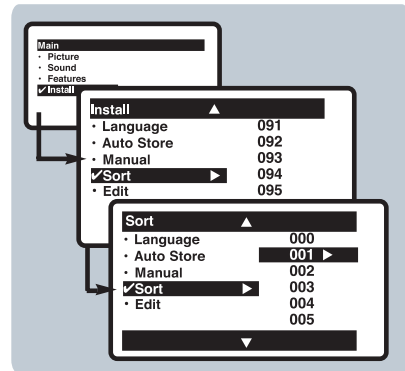 Main
· Picture
· Sound
· Features
✔Install
Install ▲
· Language 091
· Auto Store 092
· Manual 093
✔Sort ▶ 094
· Edit 095
Sort ▲
· Language 000
· Auto Store 001 ▶
· Manual 002
✔Sort ▶ 003
· Edit 004
005
▼